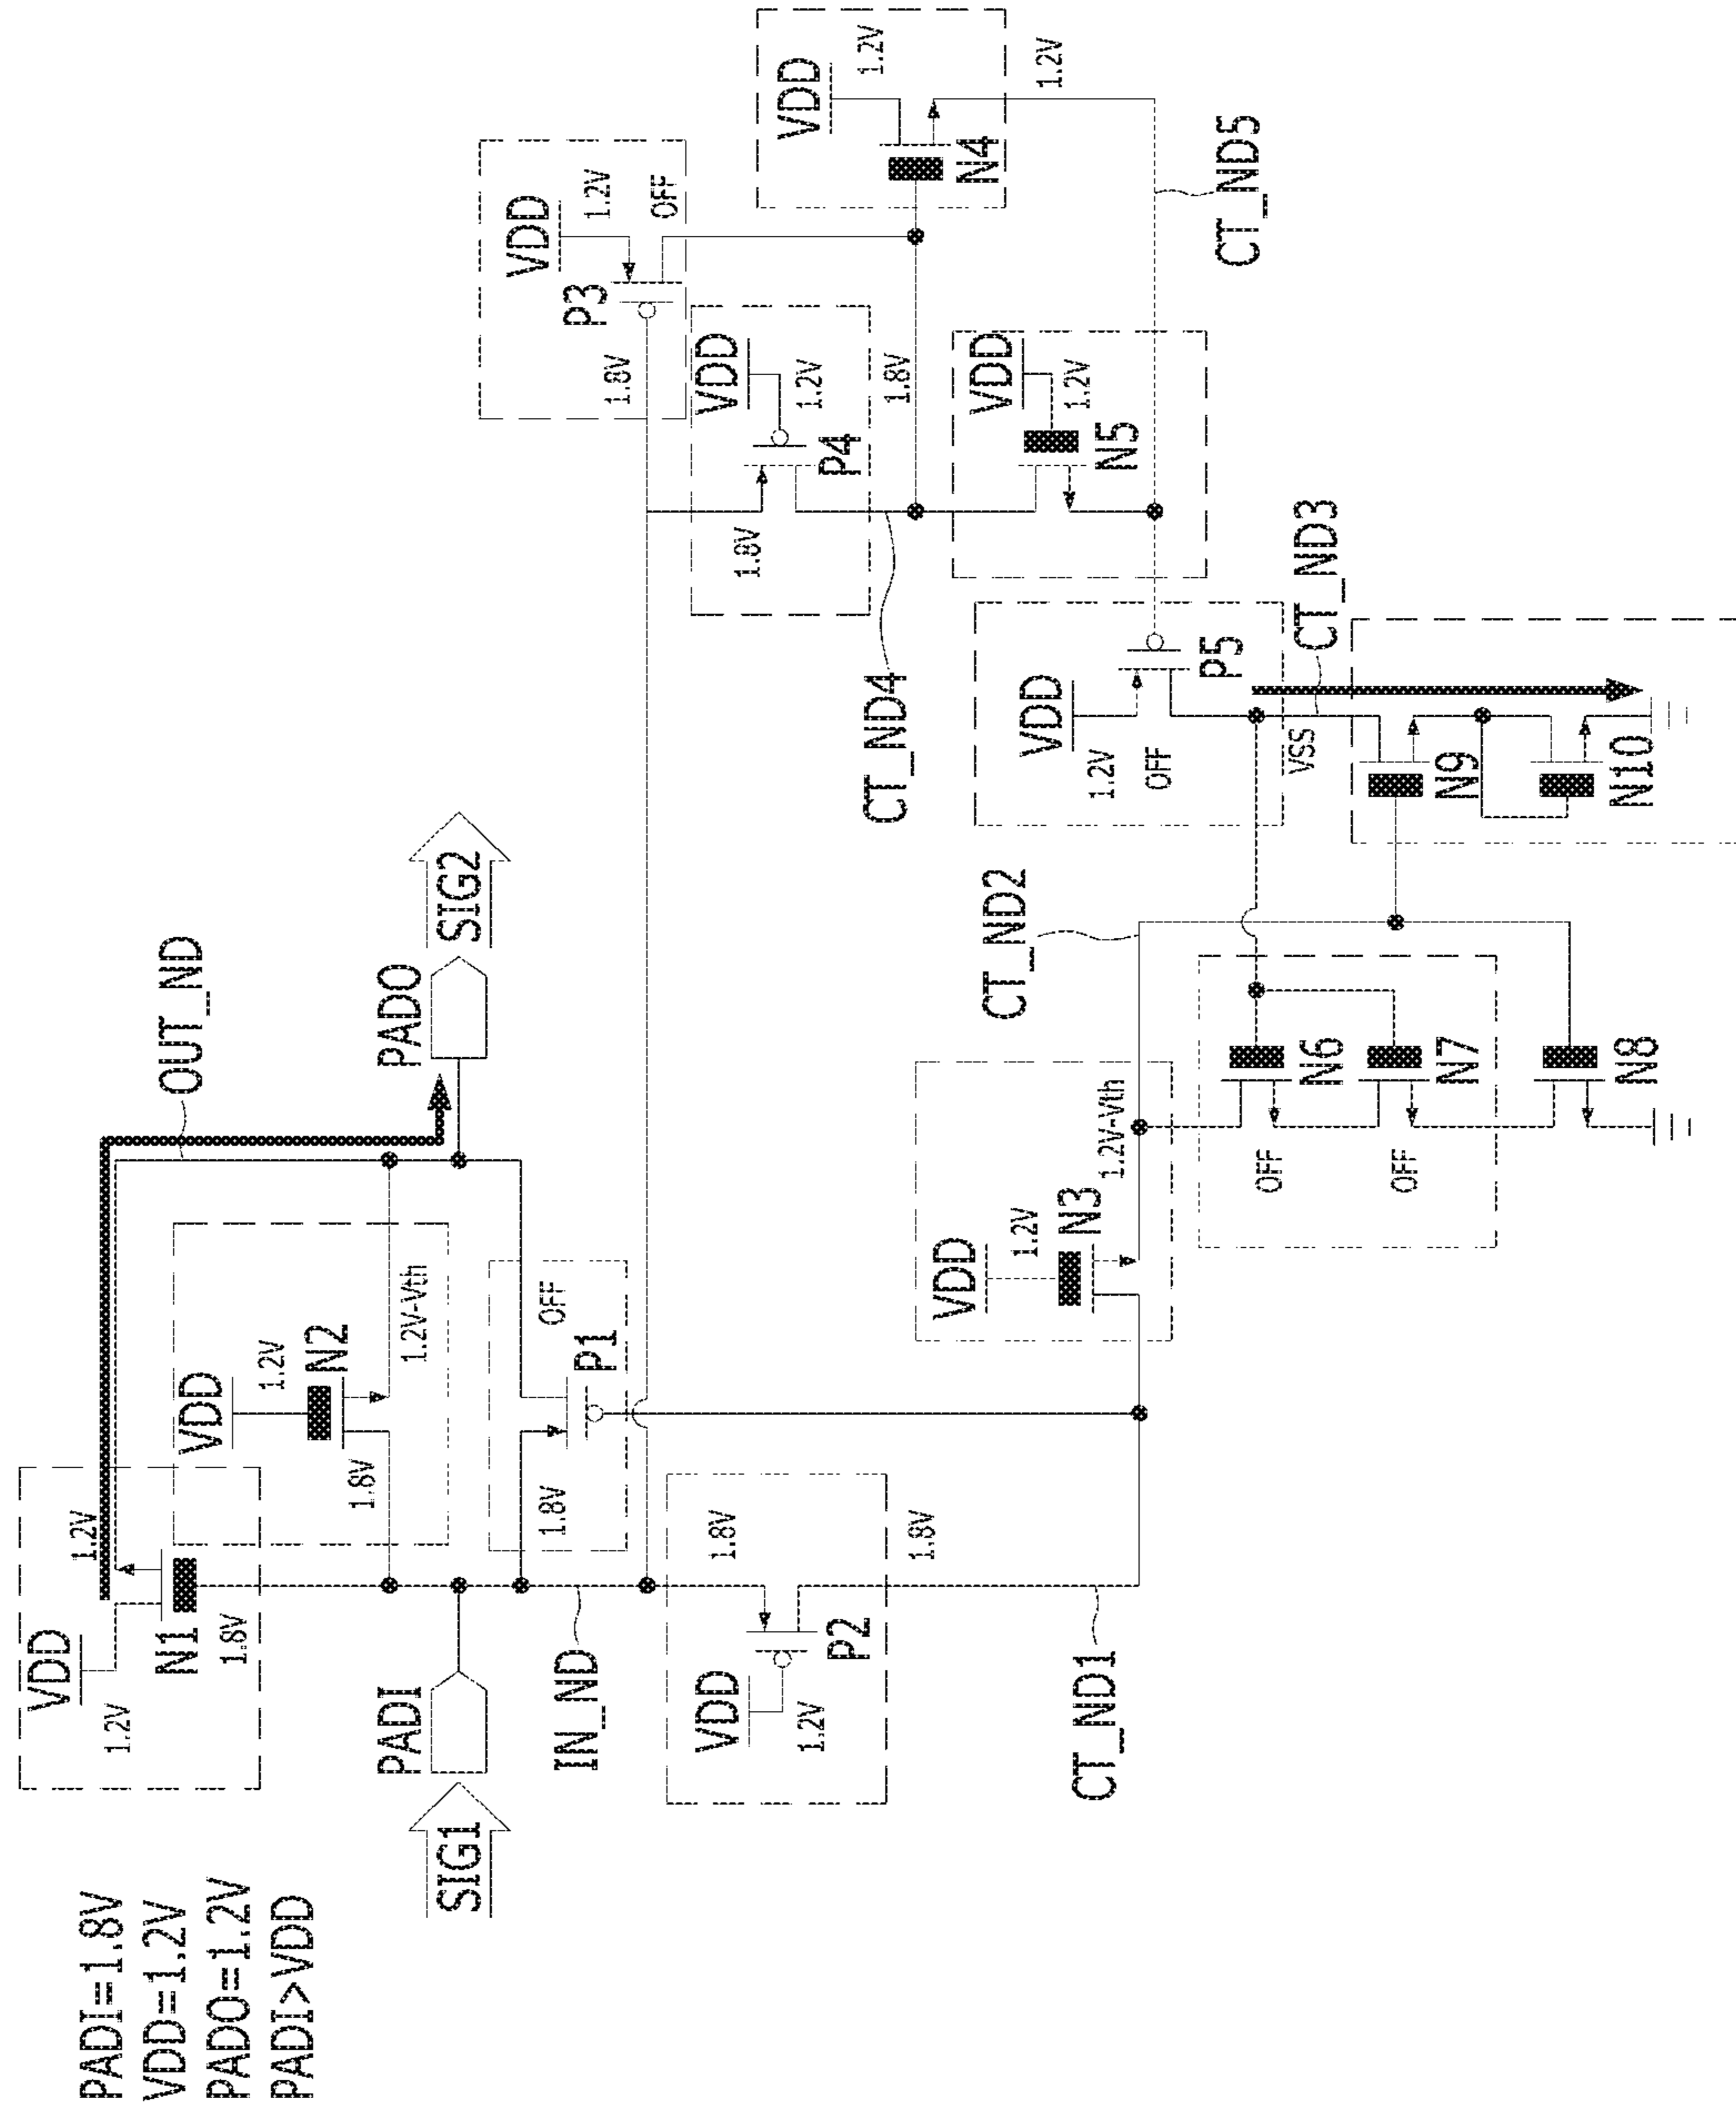 PADI=1.8V
VDD=1.2V
PADO=1.2V
PADI>VDD
VDD
1.2V
1.2V
N1
1.8V
VDD
1.2V
N2
1.8V
1.2V-Vth
OUT_ND
SIG1
PADI
PADO
SIG2
1.8V
OFF
P1
IN_ND
1.8V
VDD
1.2V
P2
1.8V
CT_ND1
VDD
1.2V
P3
OFF
1.8V
VDD
1.2V
P4
1.8V
1.8V
CT_ND4
VDD
1.2V
N4
1.2V
VDD
1.2V
N5
CT_ND5
VDD
1.2V
N3
1.2V-Vth
CT_ND2
VDD
1.2V
OFF
P5
VSS
CT_ND3
OFF
N6
OFF
N7
N8
N9
N10